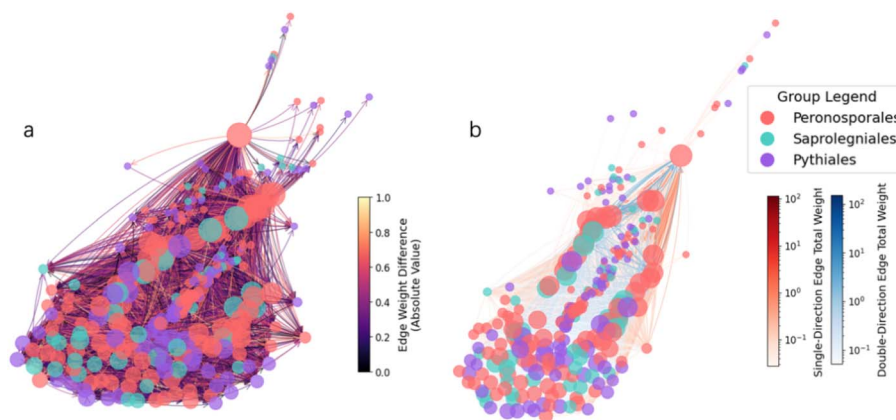 a
b
Group Legend
Peronosporales
Saprolegniales
Pythiales
1.0
0.8
0.6
0.4
0.2
0.0
Edge Weight Difference
(Absolute Value)
10²
10¹
10⁰
10⁻¹
Single-Direction Edge Total Weight
10²
10¹
10⁰
10⁻¹
Double-Direction Edge Total Weight